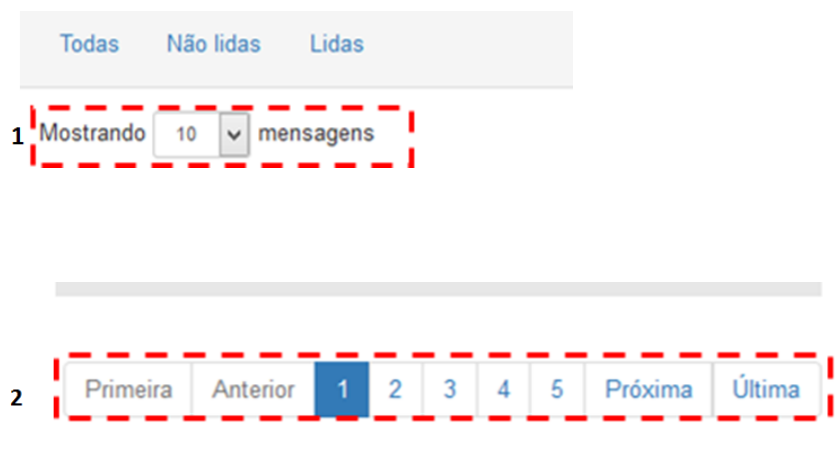 Todas Não lidas Lidas
1 Mostrando 10 mensagens
2 Primeira Anterior 1 2 3 4 5 Próxima Última